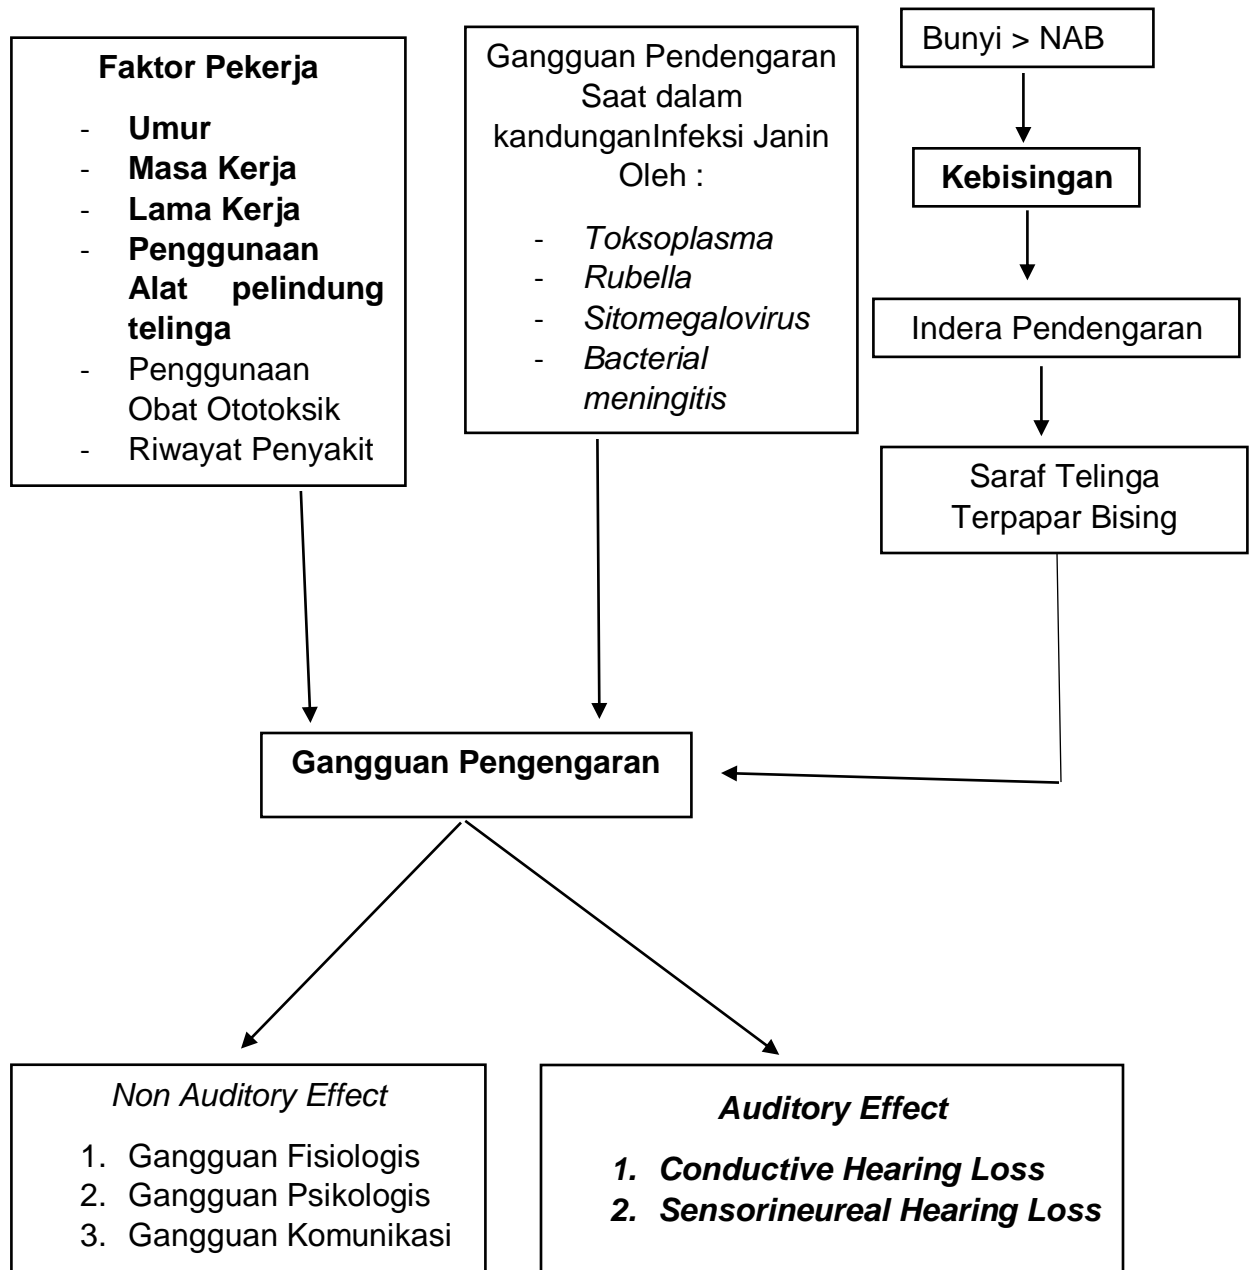 Faktor Pekerja
- Umur
- Masa Kerja
- Lama Kerja
- Penggunaan
Alat pelindung
telinga
- Penggunaan
Obat Ototoksik
- Riwayat Penyakit
Gangguan Pendengaran
Saat dalam
kandunganInfeksi Janin
Oleh :
- Toksoplasma
- Rubella
- Sitomegalovirus
- Bacterial
meningitis
Bunyi > NAB
Kebisingan
Indera Pendengaran
Saraf Telinga
Terpapar Bising
Gangguan Pengengaran
Non Auditory Effect
1. Gangguan Fisiologis
2. Gangguan Psikologis
3. Gangguan Komunikasi
Auditory Effect
1. Conductive Hearing Loss
2. Sensorineureal Hearing Loss